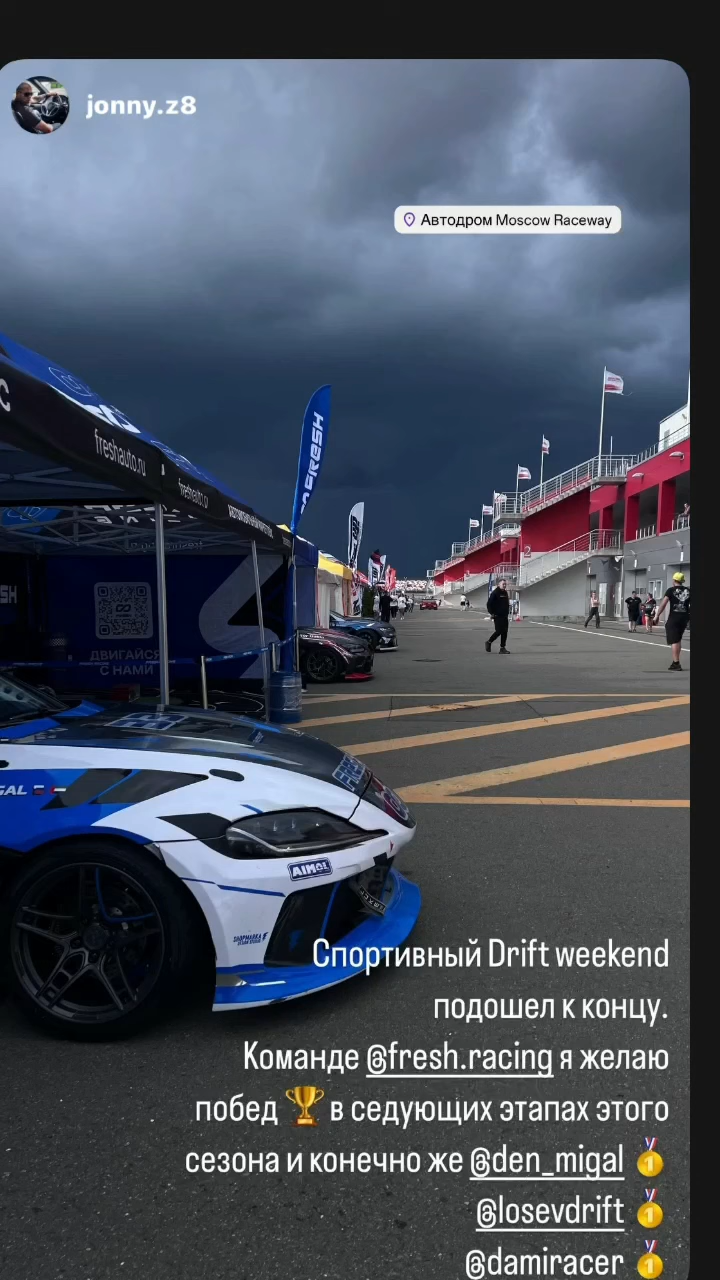 jonny.z8
Автодром Moscow Raceway
freshauto.ru
FRESH
ДВИГАЙСЯ
С НАМИ
AIMOL
Спортивный Drift weekend
подошел к концу.
Команде @fresh.racing я желаю
побед 🏆 в седующих этапах этого
сезона и конечно же @den_migal 🥇
@losevdrift 🥇
@damiracer 🥇